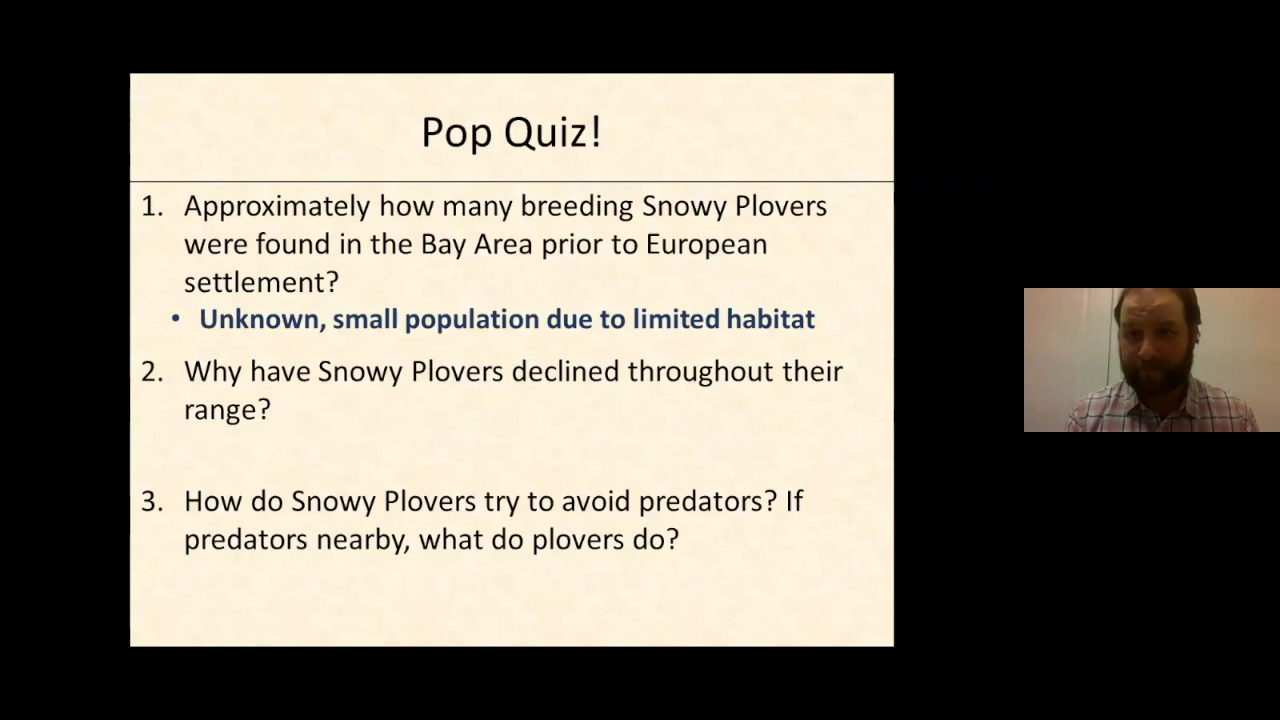 Pop Quiz!
1. Approximately how many breeding Snowy Plovers
were found in the Bay Area prior to European
settlement?
• Unknown, small population due to limited habitat
2. Why have Snowy Plovers declined throughout their
range?
3. How do Snowy Plovers try to avoid predators? If
predators nearby, what do plovers do?